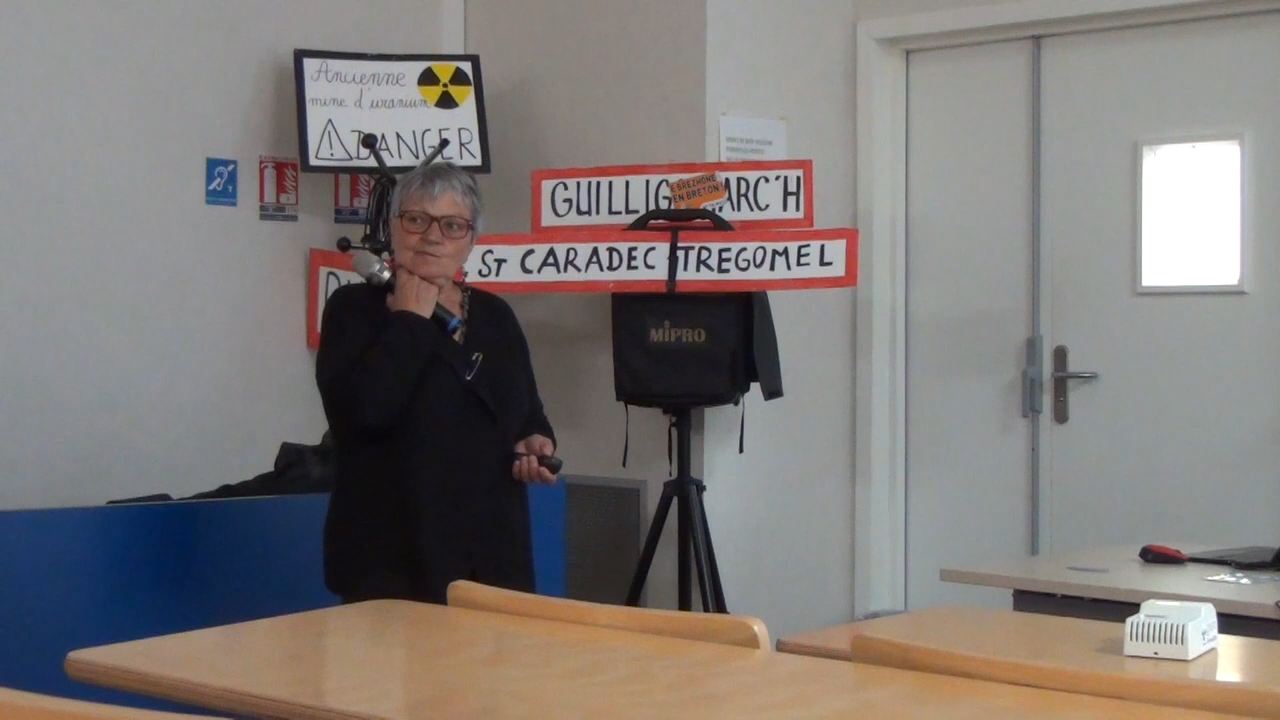 Ancienne
mine d'uranium
DANGER
GUILLIG ARC'H
E BREZHONEG
EN BRETON!
ST CARADEC TREGOMEL
MIPRO